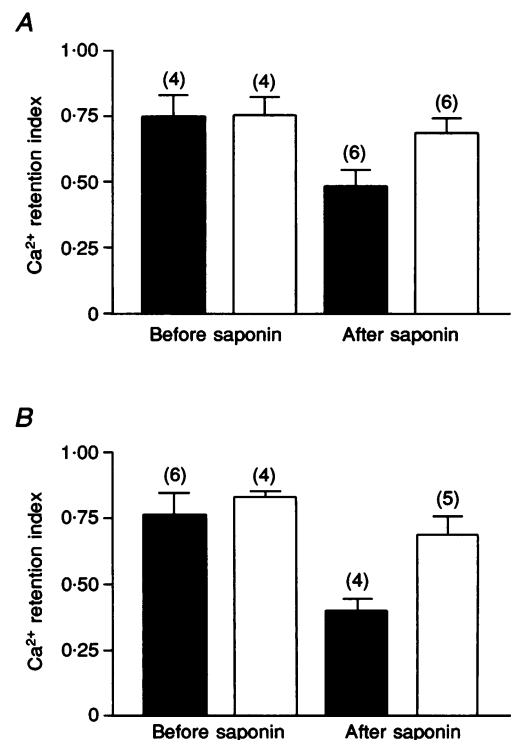 A
Ca²⁺ retention index
1·00
0·75
0·50
0·25
0
(4)
(4)
(6)
(6)
Before saponin
After saponin
B
Ca²⁺ retention index
1·00
0·75
0·50
0·25
0
(6)
(4)
(4)
(5)
Before saponin
After saponin